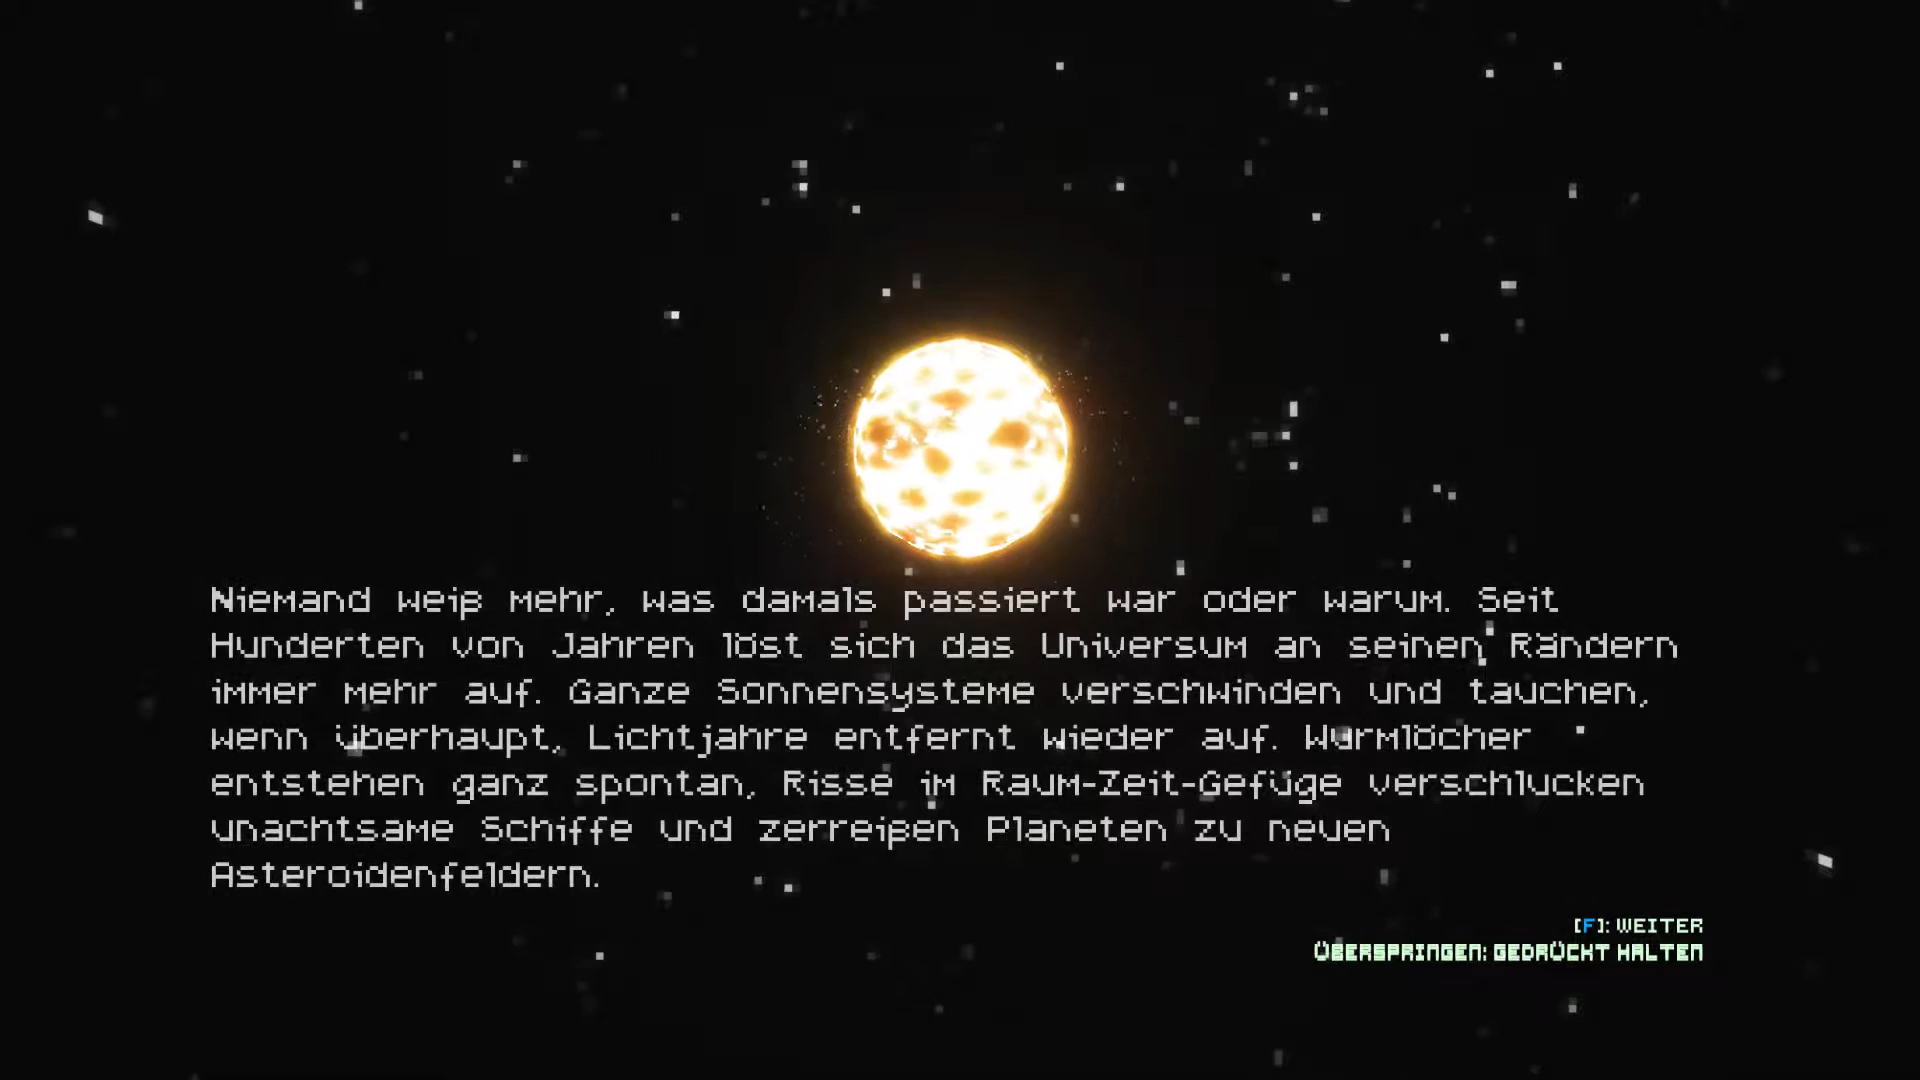 Niemand weiß mehr, was damals passiert war oder warum. Seit
Hunderten von Jahren löst sich das Universum an seinen Rändern
immer mehr auf. Ganze Sonnensysteme verschwinden und tauchen,
wenn überhaupt, Lichtjahre entfernt wieder auf. Wurmlöcher
entstehen ganz spontan, Risse im Raum-Zeit-Gefüge verschlucken
unachtsame Schiffe und zerreißen Planeten zu neuen
Asteroidenfeldern.
[F]: WEITER
ÜBERSPRINGEN: GEDRÜCKT HALTEN